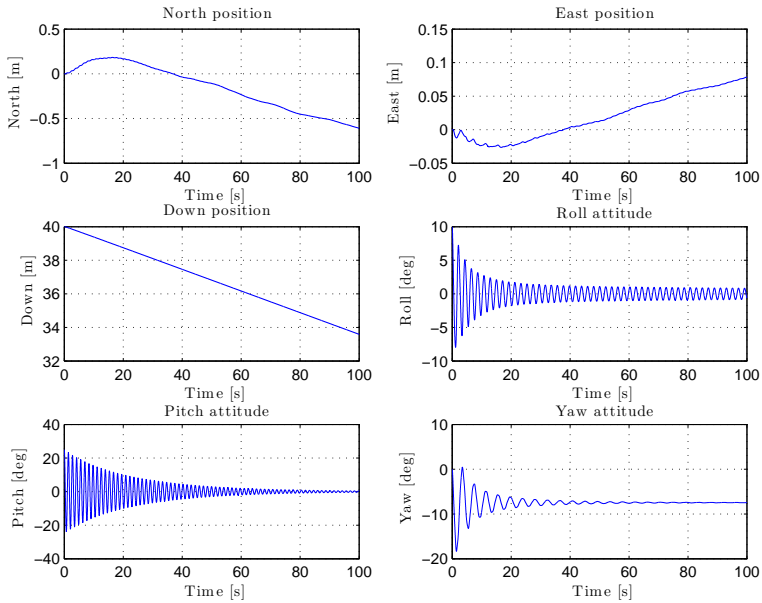 North position
North [m]
0.5
0
−0.5
−1
0 20 40 60 80 100
Time [s]
East position
East [m]
0.15
0.1
0.05
0
−0.05
0 20 40 60 80 100
Time [s]
Down position
Down [m]
40
38
36
34
32
0 20 40 60 80 100
Time [s]
Roll attitude
Roll [deg]
10
5
0
−5
−10
0 20 40 60 80 100
Time [s]
Pitch attitude
Pitch [deg]
40
20
0
−20
−40
0 20 40 60 80 100
Time [s]
Yaw attitude
Yaw [deg]
10
0
−10
−20
0 20 40 60 80 100
Time [s]